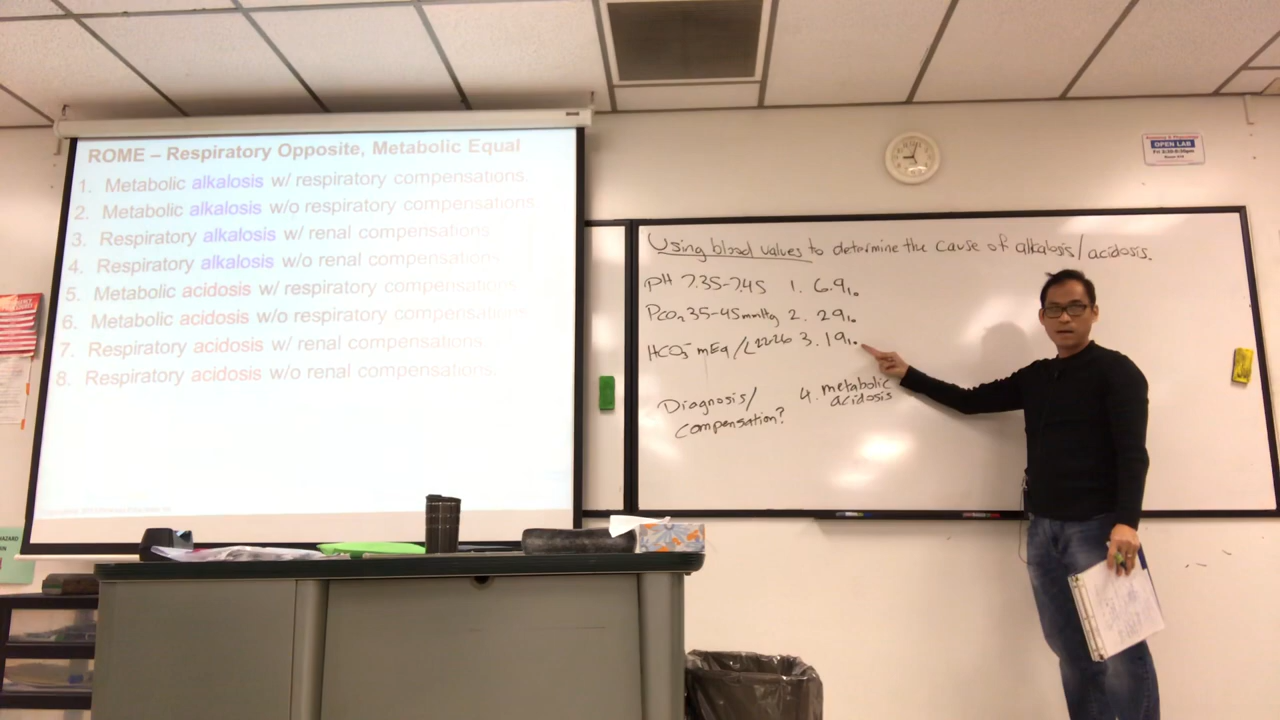 ROME – Respiratory Opposite, Metabolic Equal
1. Metabolic alkalosis w/ respiratory compensations.
2. Metabolic alkalosis w/o respiratory compensations.
3. Respiratory alkalosis w/ renal compensations.
4. Respiratory alkalosis w/o renal compensations.
5. Metabolic acidosis w/ respiratory compensations.
6. Metabolic acidosis w/o respiratory compensations.
7. Respiratory acidosis w/ renal compensations.
8. Respiratory acidosis w/o renal compensations.
Using blood values to determine the cause of alkalosis/acidosis.
pH 7.35-7.45 1. 6.9↓.
Pco₂ 35-45mmHg 2. 29↓.
HCO₃⁻ mEq/L 22-26 3. 19↓.
Diagnosis/
compensation?
4. metabolic
acidosis
OPEN LAB